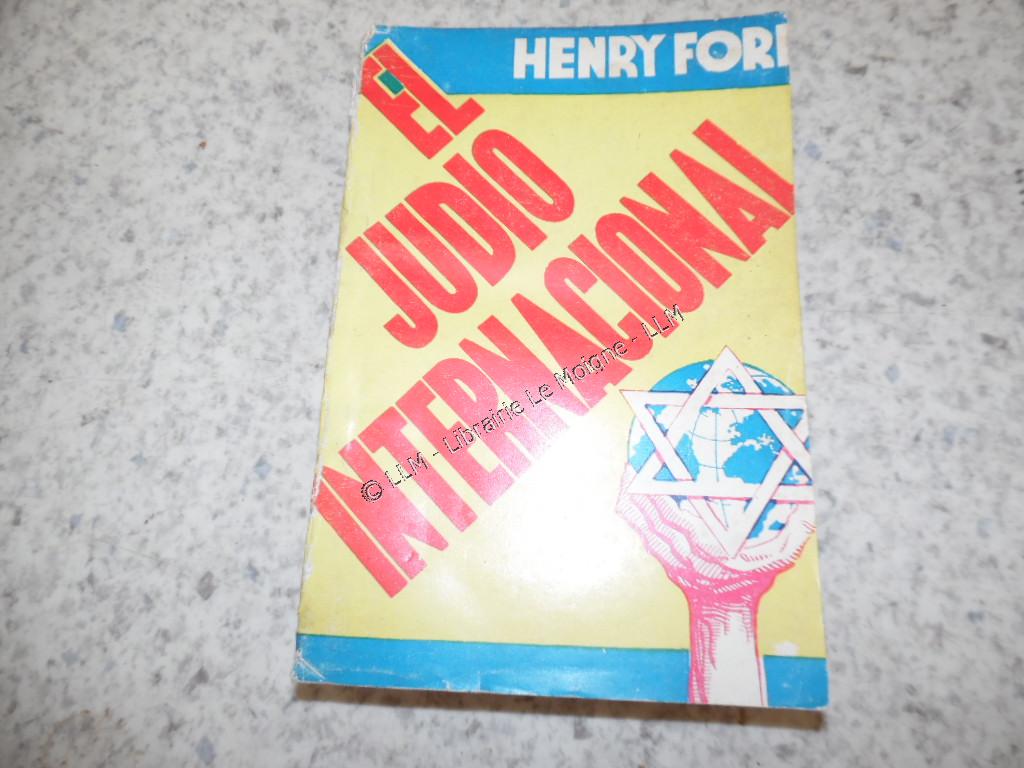 HENRY FORD
EL
JUDIO
INTERNACIONAL
© LLM - Librairie Le Moigne - LLM